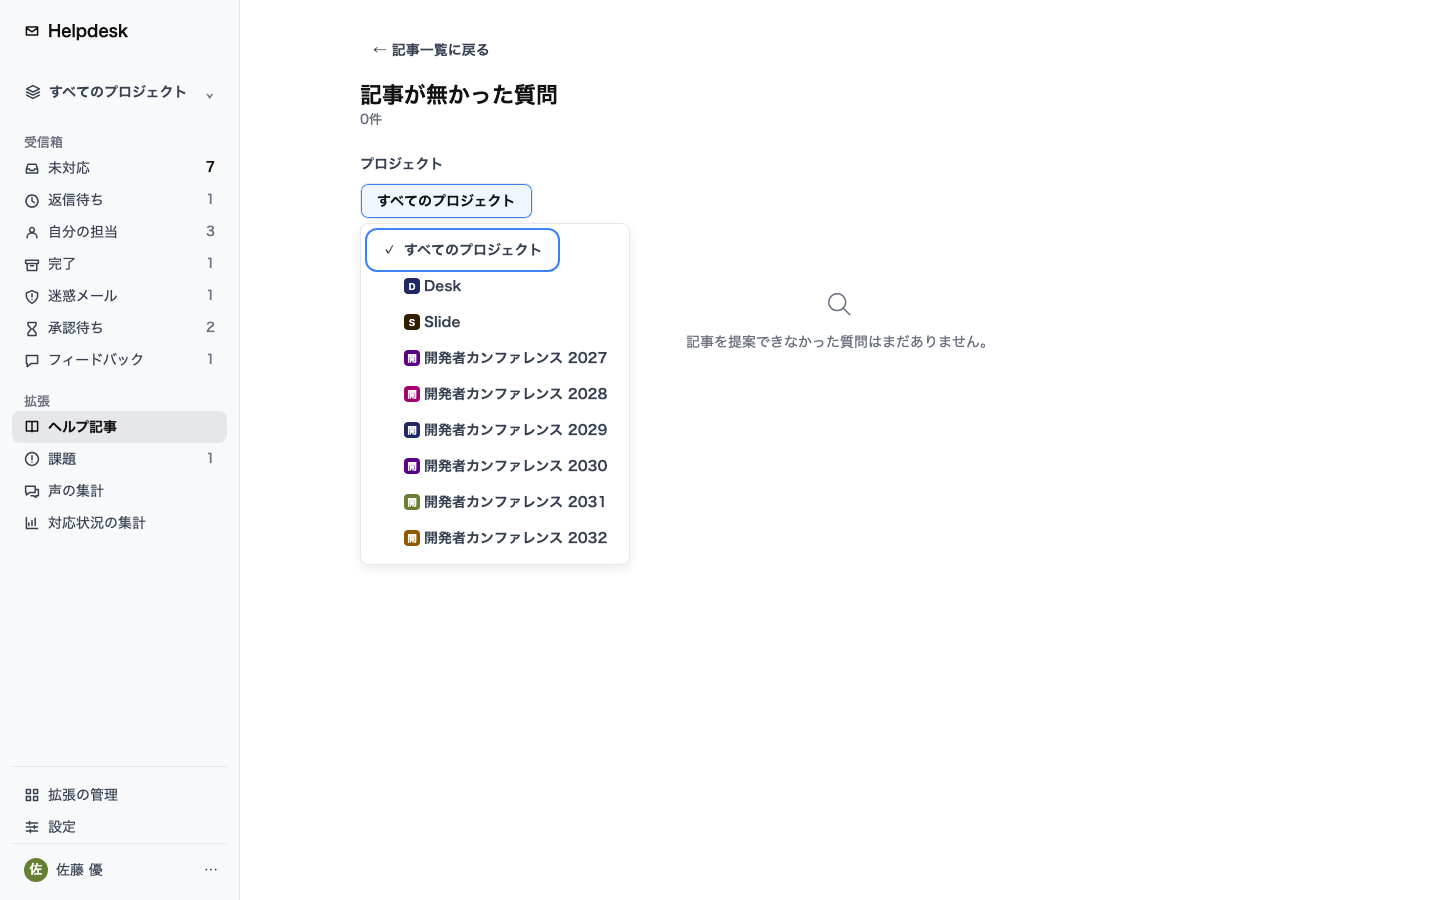 Helpdesk
すべてのプロジェクト
受信箱
未対応 7
返信待ち 1
自分の担当 3
完了 1
迷惑メール 1
承認待ち 2
フィードバック 1
拡張
ヘルプ記事
課題 1
声の集計
対応状況の集計
拡張の管理
設定
佐 佐藤 優 …
← 記事一覧に戻る
記事が無かった質問
0件
プロジェクト
すべてのプロジェクト
✓ すべてのプロジェクト
D Desk
S Slide
開 開発者カンファレンス 2027
開 開発者カンファレンス 2028
開 開発者カンファレンス 2029
開 開発者カンファレンス 2030
開 開発者カンファレンス 2031
開 開発者カンファレンス 2032
記事を提案できなかった質問はまだありません。